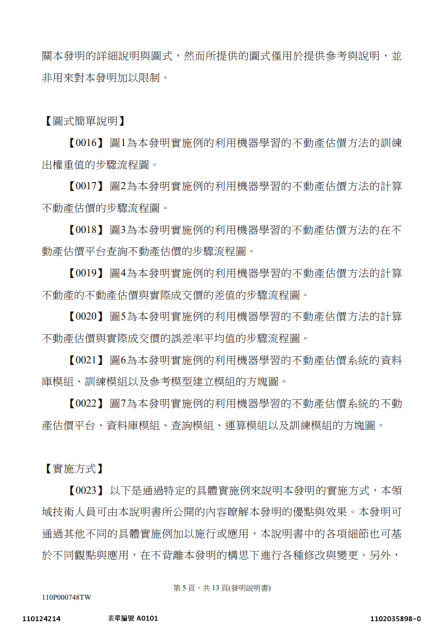 關本發明的詳細說明與圖式，然而所提供的圖式僅用於提供參考與說明，並
非用來對本發明加以限制。
【圖式簡單說明】
【0016】 圖1為本發明實施例的利用機器學習的不動產估價方法的訓練
出權重值的步驟流程圖。
【0017】 圖2為本發明實施例的利用機器學習的不動產估價方法的計算
不動產估價的步驟流程圖。
【0018】 圖3為本發明實施例的利用機器學習的不動產估價方法的在不
動產估價平台查詢不動產估價的步驟流程圖。
【0019】 圖4為本發明實施例的利用機器學習的不動產估價方法的計算
不動產的不動產估價與實際成交價的差值的步驟流程圖。
【0020】 圖5為本發明實施例的利用機器學習的不動產估價方法的計算
不動產估價與實際成交價的誤差率平均值的步驟流程圖。
【0021】 圖6為本發明實施例的利用機器學習的不動產估價系統的資料
庫模組、訓練模組以及參考模型建立模組的方塊圖。
【0022】 圖7為本發明實施例的利用機器學習的不動產估價系統的不動
產估價平台、資料庫模組、查詢模組、運算模組以及訓練模組的方塊圖。
【實施方式】
【0023】 以下是通過特定的具體實施例來說明本發明的實施方式，本領
域技術人員可由本說明書所公開的內容瞭解本發明的優點與效果。本發明可
通過其他不同的具體實施例加以施行或應用，本說明書中的各項細節也可基
於不同觀點與應用，在不背離本發明的構思下進行各種修改與變更。另外，
第 5 頁，共 13 頁(發明說明書)
110P000748TW
110124214 表單編號 A0101 1102035898-0